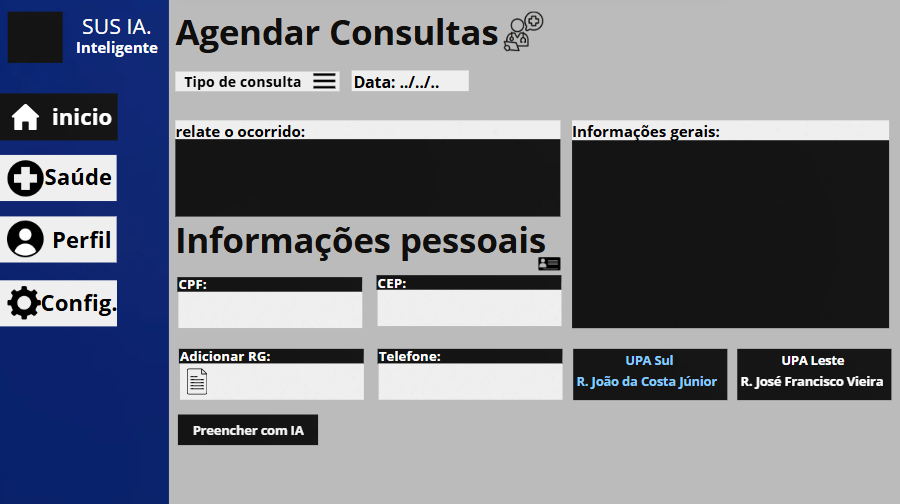 SUS IA.
Inteligente
inicio
Saúde
Perfil
Config.
Agendar Consultas
Tipo de consulta
Data: ../../..
relate o ocorrido:
Informações gerais:
Informações pessoais
CPF:
CEP:
Adicionar RG:
Telefone:
UPA Sul
R. João da Costa Júnior
UPA Leste
R. José Francisco Vieira
Preencher com IA